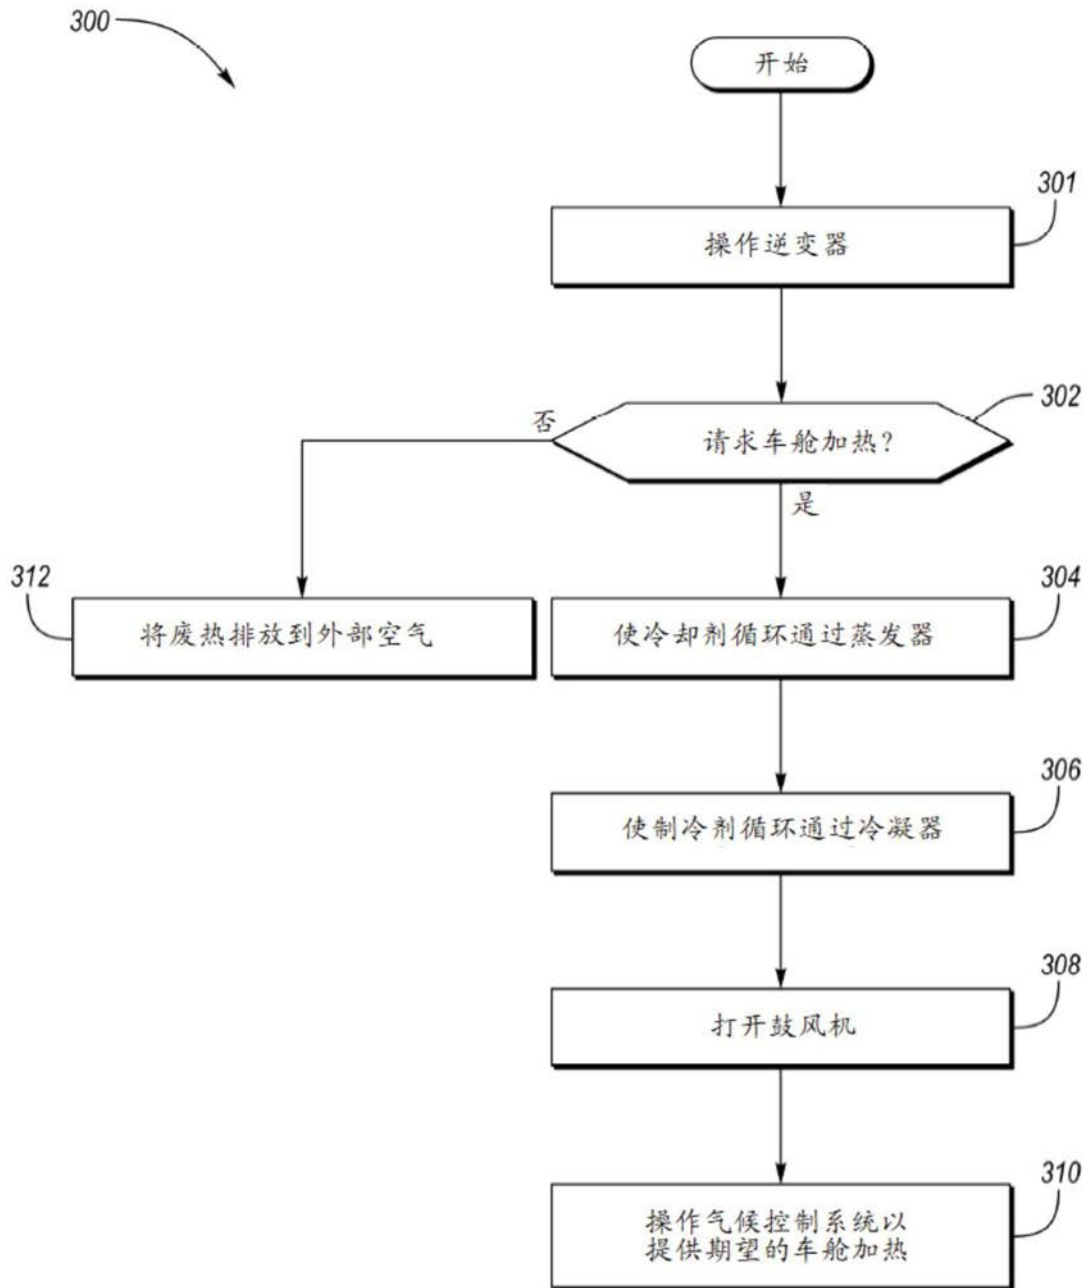 300
开始
301
操作逆变器
302
否
请求车舱加热?
是
312
304
将废热排放到外部空气
使冷却剂循环通过蒸发器
306
使制冷剂循环通过冷凝器
308
打开鼓风机
310
操作气候控制系统以
提供期望的车舱加热